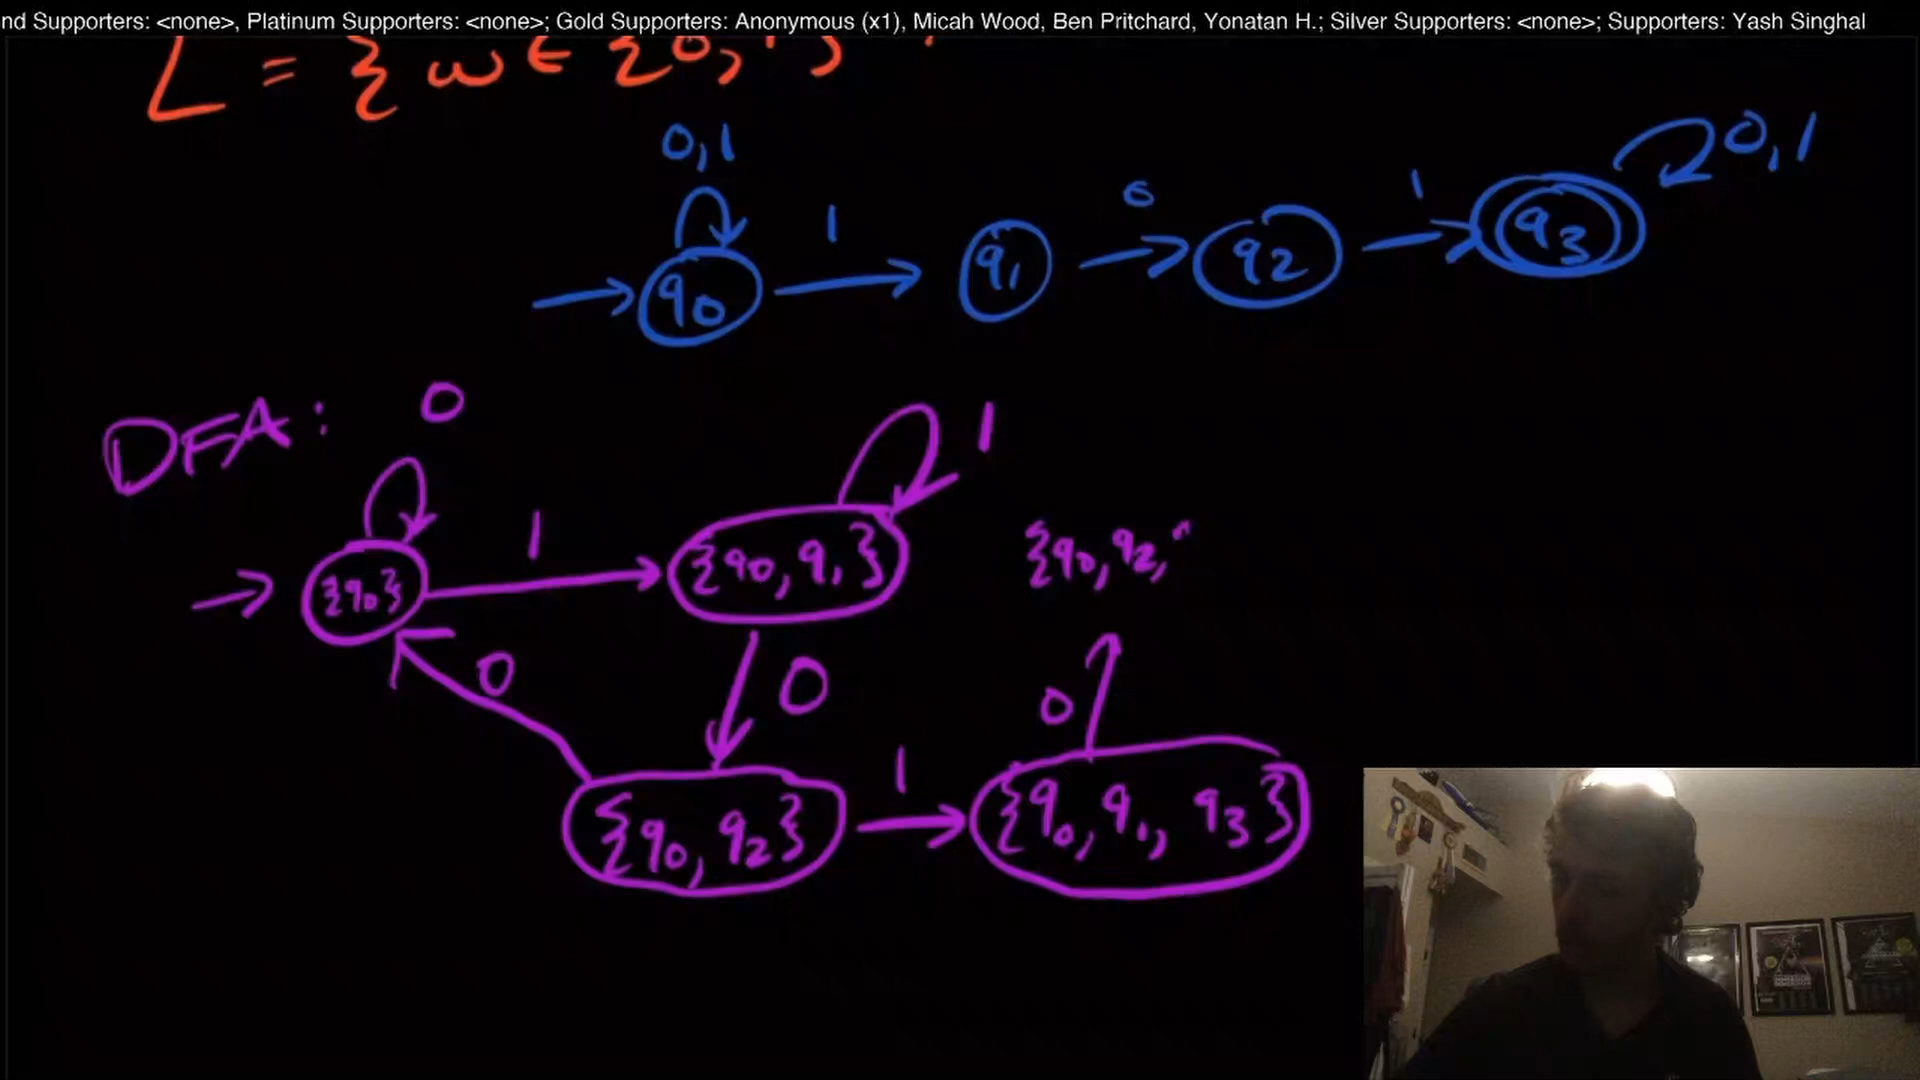 nd Supporters: <none>, Platinum Supporters: <none>; Gold Supporters: Anonymous (x1), Micah Wood, Ben Pritchard, Yonatan H.; Silver Supporters: <none>; Supporters: Yash Singhal
L = { w ∈ {0, 1}
0,1
1
0
1
0,1
q0
q1
q2
q3
DFA:
0
1
1
{q0}
{q0, q1}
{q0, q2,
0
0
0
1
{q0, q2}
{q0, q1, q3}